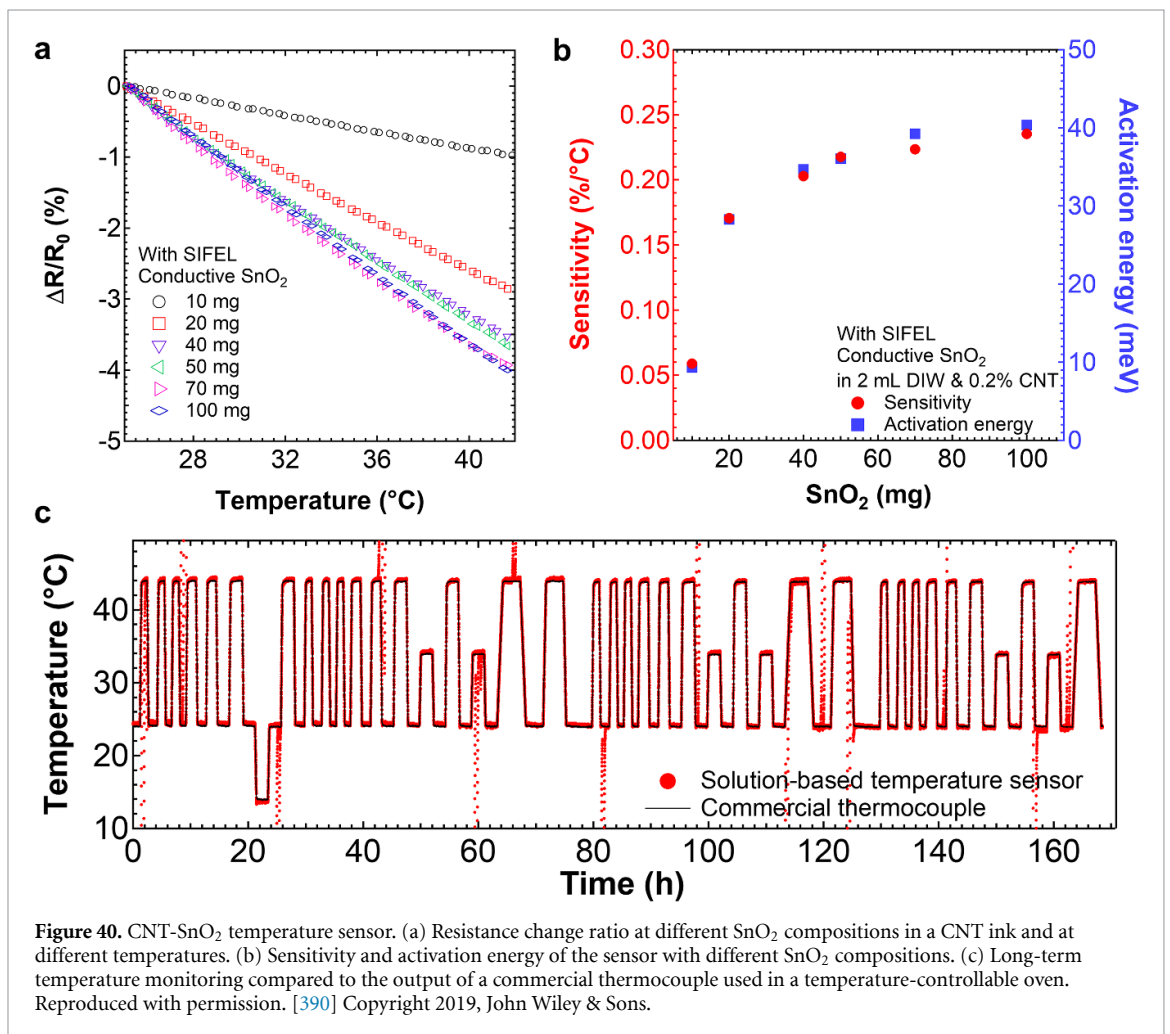 a
0
-1
-2
-3
-4
-5
ΔR/R0 (%)
With SIFEL
Conductive SnO2
10 mg
20 mg
40 mg
50 mg
70 mg
100 mg
28 32 36 40
Temperature (°C)
b
0.30
0.25
0.20
0.15
0.10
0.05
0.00
Sensitivity (%/°C)
50
40
30
20
10
0
Activation energy (meV)
With SIFEL
Conductive SnO2
in 2 mL DIW & 0.2% CNT
Sensitivity
Activation energy
20 40 60 80 100
SnO2 (mg)
c
40
30
20
10
Temperature (°C)
Solution-based temperature sensor
Commercial thermocouple
0 20 40 60 80 100 120 140 160
Time (h)
Figure 40. CNT-SnO2 temperature sensor. (a) Resistance change ratio at different SnO2 compositions in a CNT ink and at
different temperatures. (b) Sensitivity and activation energy of the sensor with different SnO2 compositions. (c) Long-term
temperature monitoring compared to the output of a commercial thermocouple used in a temperature-controllable oven.
Reproduced with permission. [390] Copyright 2019, John Wiley & Sons.